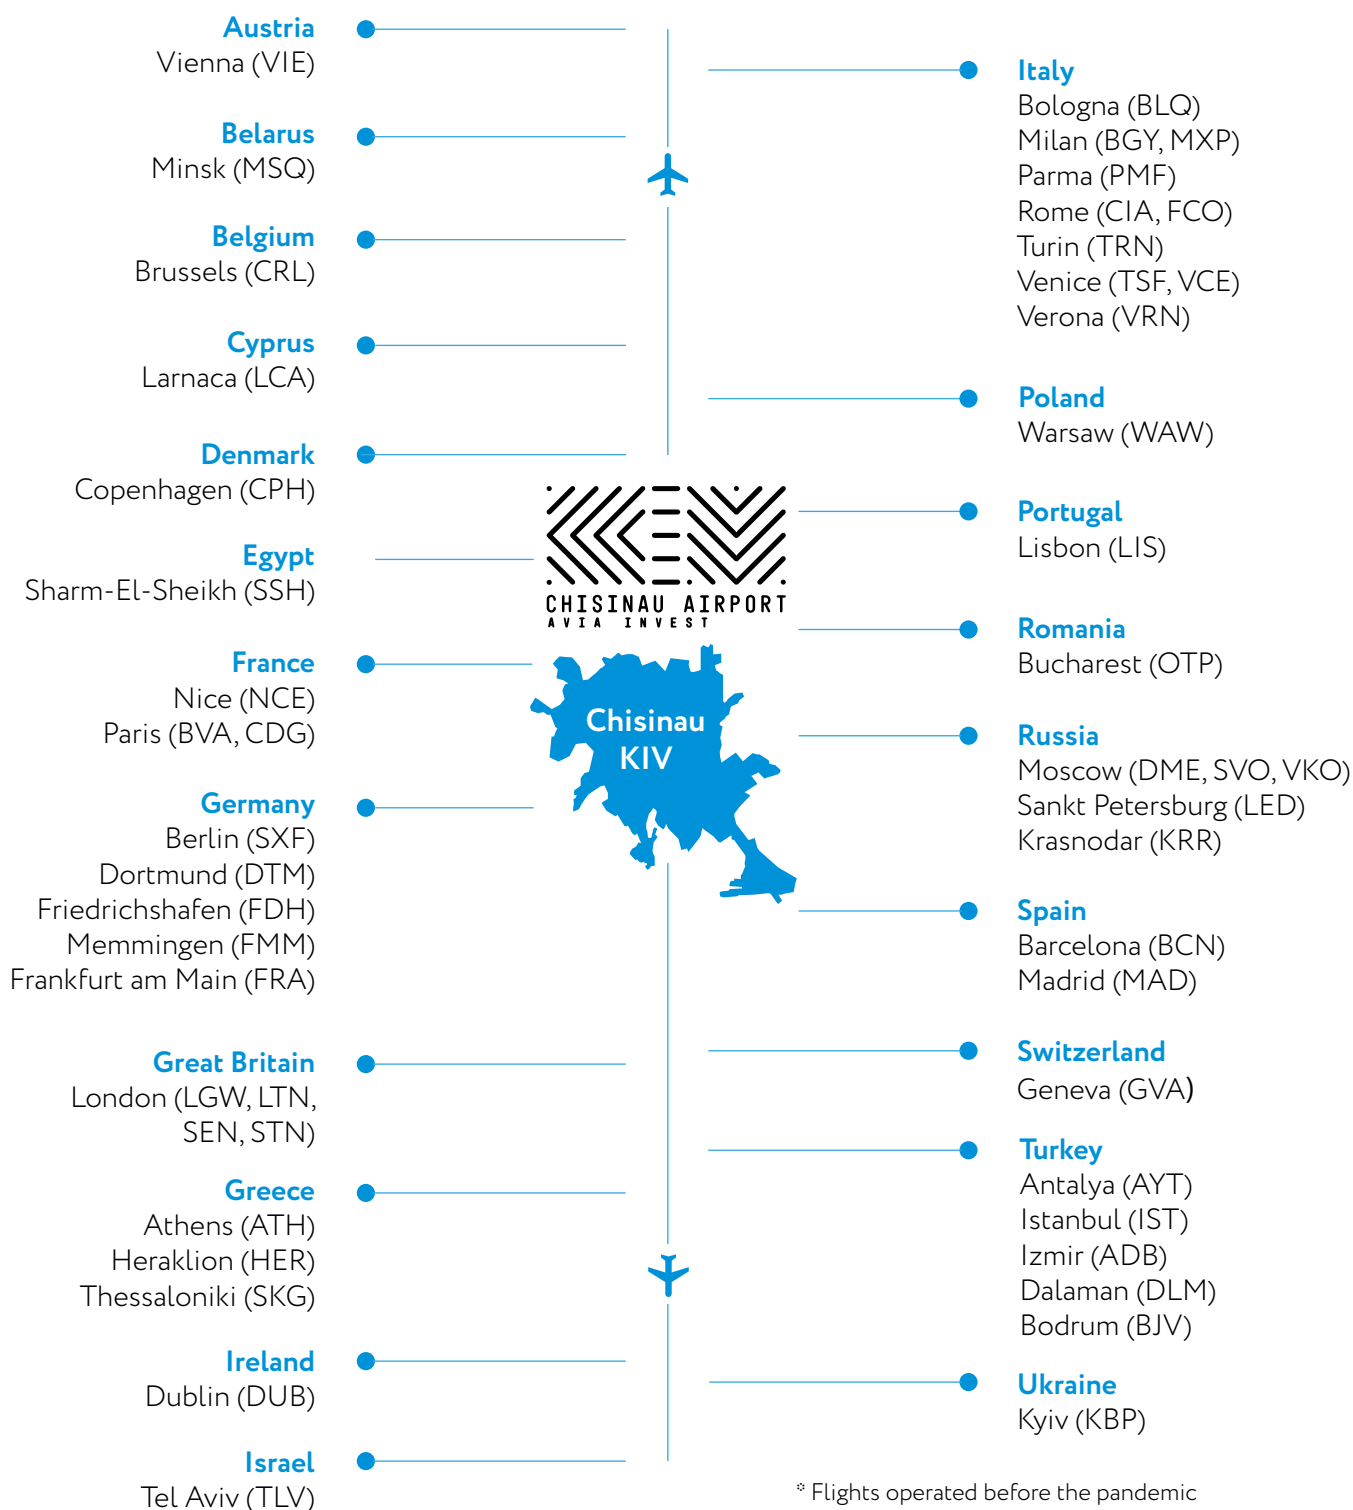 Austria
Vienna (VIE)
Belarus
Minsk (MSQ)
Belgium
Brussels (CRL)
Cyprus
Larnaca (LCA)
Denmark
Copenhagen (CPH)
Egypt
Sharm-El-Sheikh (SSH)
France
Nice (NCE)
Paris (BVA, CDG)
Germany
Berlin (SXF)
Dortmund (DTM)
Friedrichshafen (FDH)
Memmingen (FMM)
Frankfurt am Main (FRA)
Great Britain
London (LGW, LTN,
SEN, STN)
Greece
Athens (ATH)
Heraklion (HER)
Thessaloniki (SKG)
Ireland
Dublin (DUB)
Israel
Tel Aviv (TLV)
CHISINAU AIRPORT
AVIA INVEST
Chisinau
KIV
Italy
Bologna (BLQ)
Milan (BGY, MXP)
Parma (PMF)
Rome (CIA, FCO)
Turin (TRN)
Venice (TSF, VCE)
Verona (VRN)
Poland
Warsaw (WAW)
Portugal
Lisbon (LIS)
Romania
Bucharest (OTP)
Russia
Moscow (DME, SVO, VKO)
Sankt Petersburg (LED)
Krasnodar (KRR)
Spain
Barcelona (BCN)
Madrid (MAD)
Switzerland
Geneva (GVA)
Turkey
Antalya (AYT)
Istanbul (IST)
Izmir (ADB)
Dalaman (DLM)
Bodrum (BJV)
Ukraine
Kyiv (KBP)
* Flights operated before the pandemic